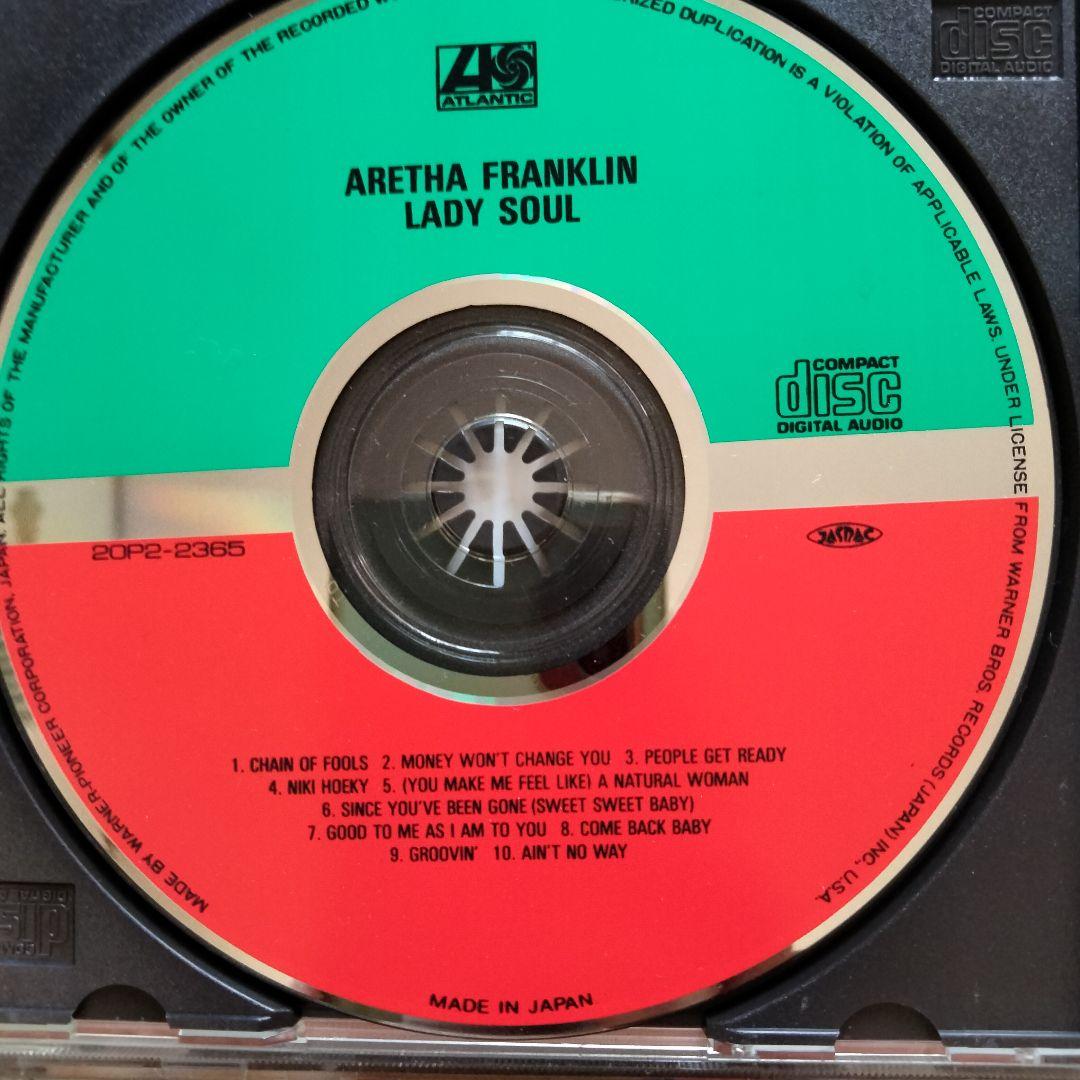 COMPACT
disc
DIGITAL AUDIO
ATLANTIC
ARETHA FRANKLIN
LADY SOUL
COMPACT
disc
DIGITAL AUDIO
20P2-2365
JASRAC
1. CHAIN OF FOOLS 2. MONEY WON'T CHANGE YOU 3. PEOPLE GET READY
4. NIKI HOEKY 5. (YOU MAKE ME FEEL LIKE) A NATURAL WOMAN
6. SINCE YOU'VE BEEN GONE (SWEET SWEET BABY)
7. GOOD TO ME AS I AM TO YOU 8. COME BACK BABY
9. GROOVIN' 10. AIN'T NO WAY
MADE IN JAPAN
MADE BY WARNER-PIONEER CORPORATION, JAPAN. ALL RIGHTS OF THE MANUFACTURER AND OF THE OWNER OF THE RECORDED DUPLICATION IS A VIOLATION OF APPLICABLE LAWS. UNDER LICENSE FROM WARNER BROS. RECORDS (JAPAN) INC., U.S.A.